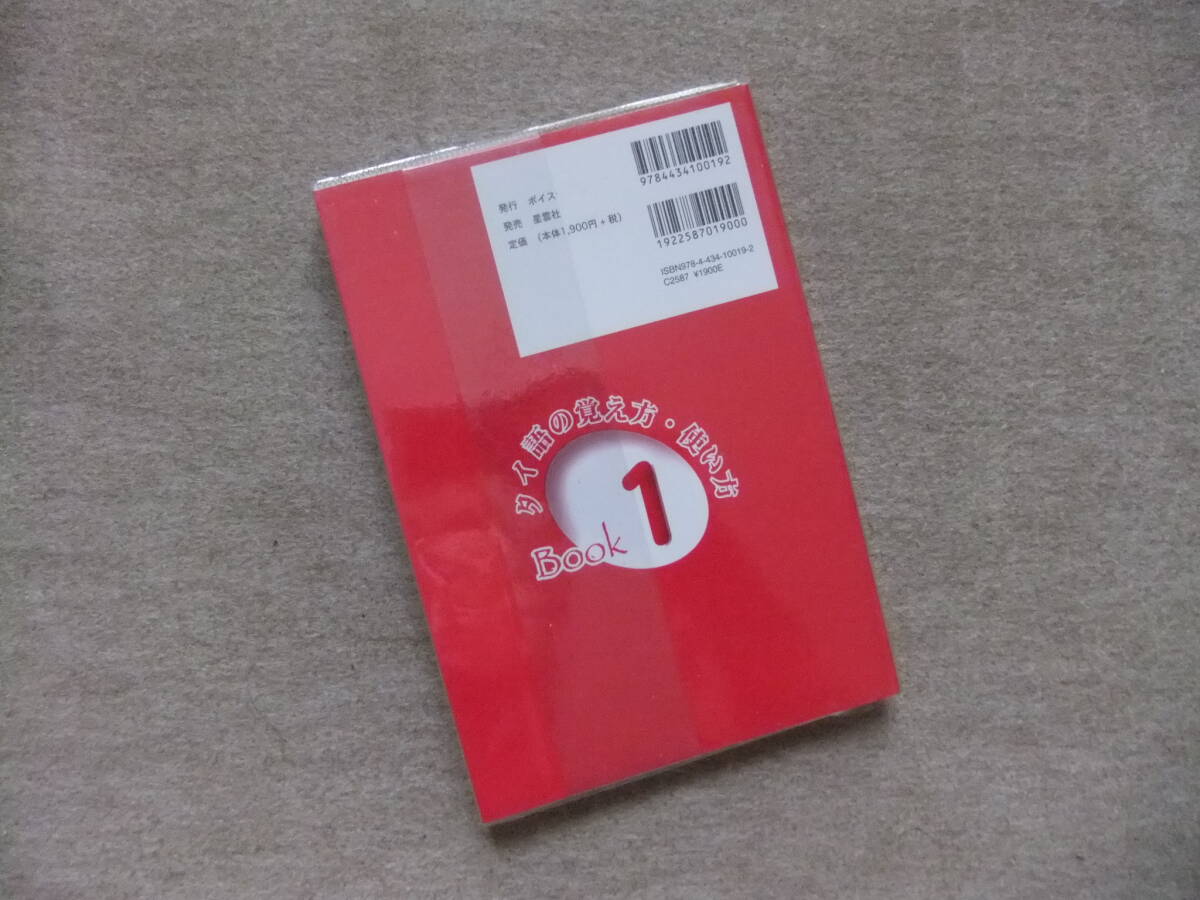 9784434100192
発行 ボイス
発売 星雲社
定価 (本体1,900円+税)
1922587019000
ISBN978-4-434-10019-2
C2587 ¥1900E
タイ語の覚え方・使い方
1
Book